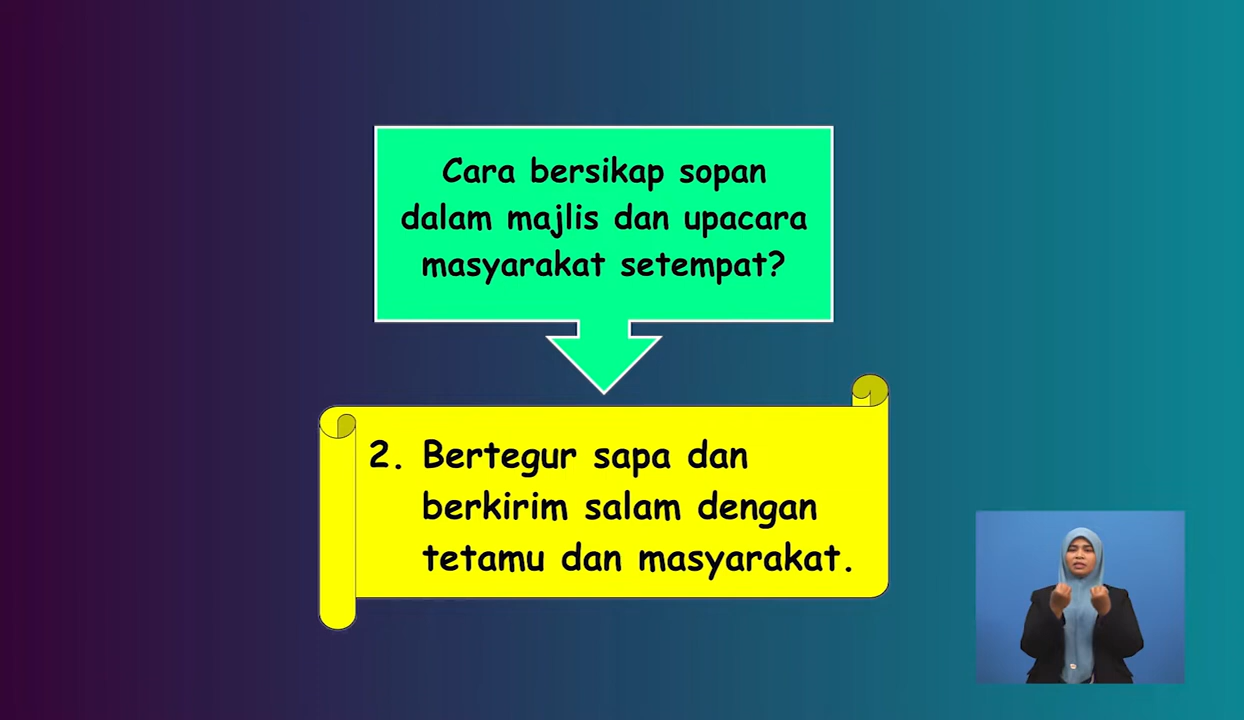 Cara bersikap sopan
dalam majlis dan upacara
masyarakat setempat?
2. Bertegur sapa dan
berkirim salam dengan
tetamu dan masyarakat.